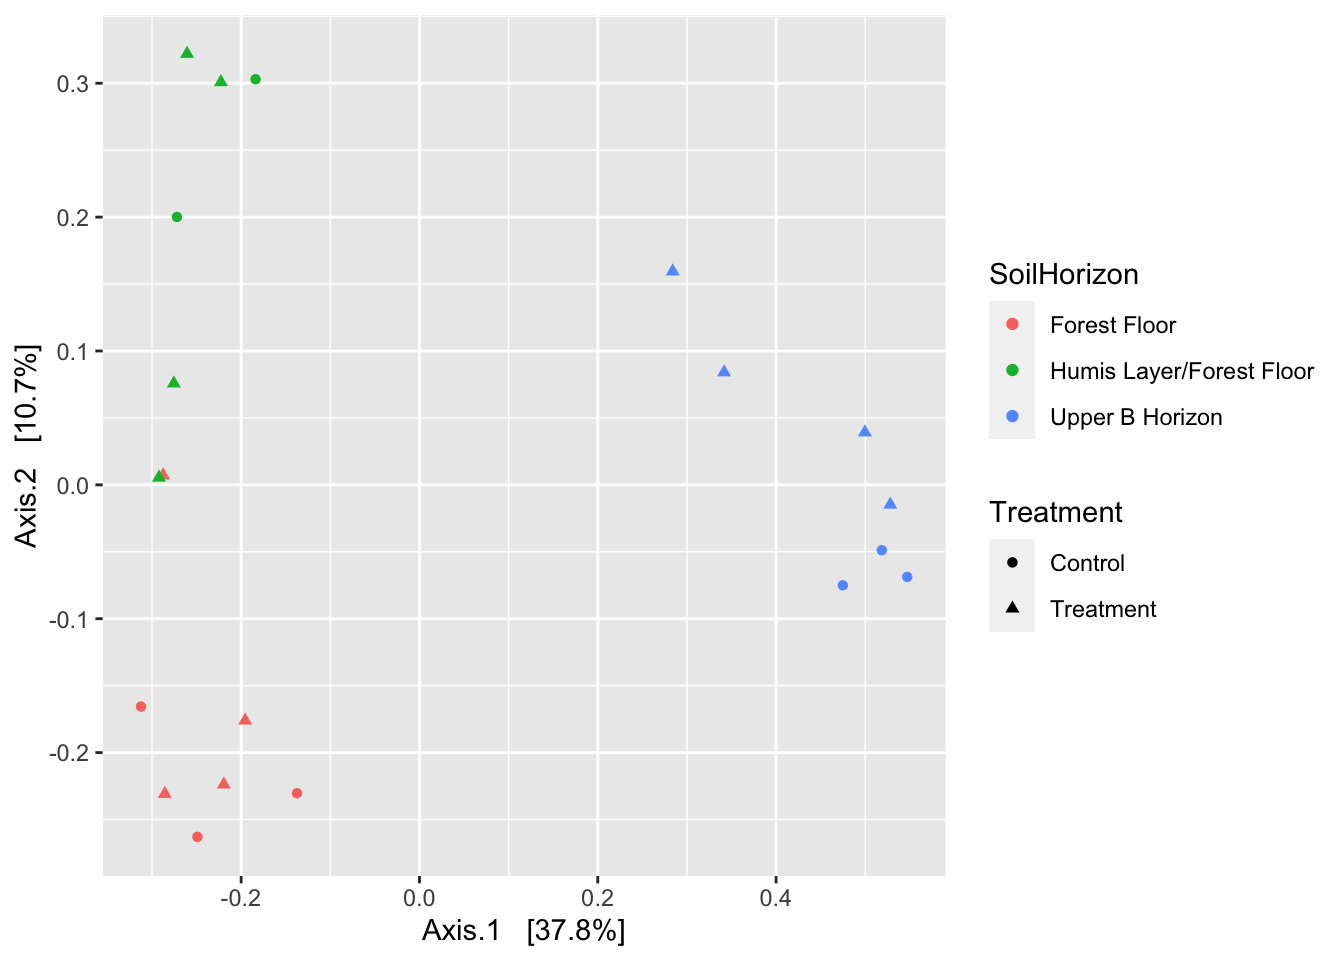 0.3
0.2
0.1
0.0
-0.1
-0.2
Axis.2 [10.7%]
-0.2 0.0 0.2 0.4
Axis.1 [37.8%]
SoilHorizon
Forest Floor
Humis Layer/Forest Floor
Upper B Horizon
Treatment
Control
Treatment